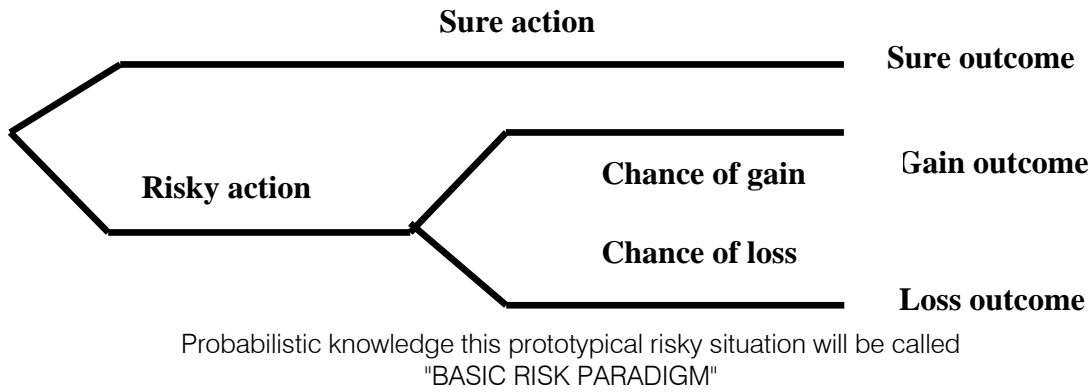 Sure action
Sure outcome
Gain outcome
Risky action
Chance of gain
Chance of loss
Loss outcome
Probabilistic knowledge this prototypical risky situation will be called
"BASIC RISK PARADIGM"